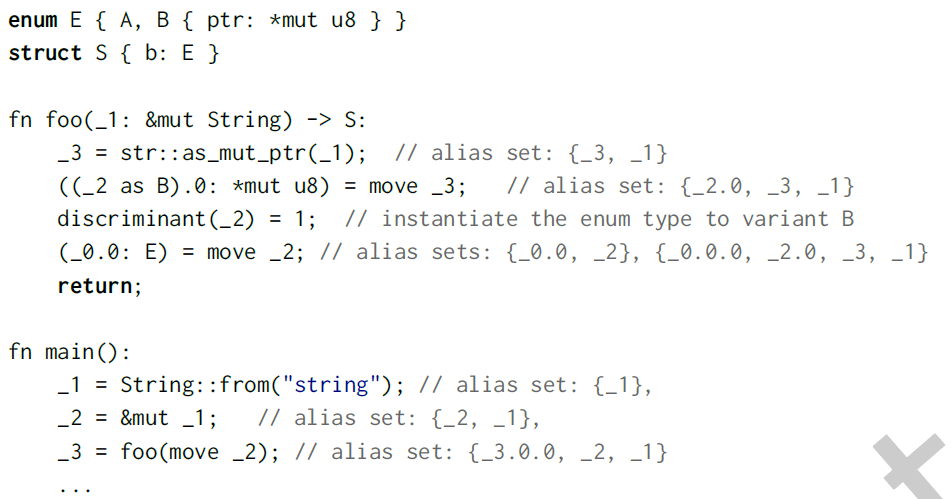 enum E { A, B { ptr: *mut u8 } }
struct S { b: E }
fn foo(_1: &mut String) -> S:
    _3 = str::as_mut_ptr(_1);  // alias set: {_3, _1}
    ((_2 as B).0: *mut u8) = move _3;   // alias set: {_2.0, _3, _1}
    discriminant(_2) = 1;  // instantiate the enum type to variant B
    (_0.0: E) = move _2; // alias sets: {_0.0, _2}, {_0.0.0, _2.0, _3, _1}
    return;
fn main():
    _1 = String::from("string"); // alias set: {_1},
    _2 = &mut _1;   // alias set: {_2, _1},
    _3 = foo(move _2); // alias set: {_3.0.0, _2, _1}
    ...